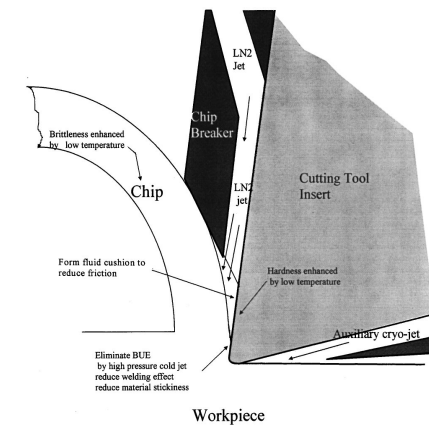 LN2
Jet
Chip
Breaker
Brittleness enhanced
by low temperature
Chip
LN2
jet
Cutting Tool
Insert
Form fluid cushion to
reduce friction
Hardness enhanced
by low temperature
Auxiliary cryo-jet
Eliminate BUE
by high pressure cold jet
reduce welding effect
reduce material stickiness
Workpiece